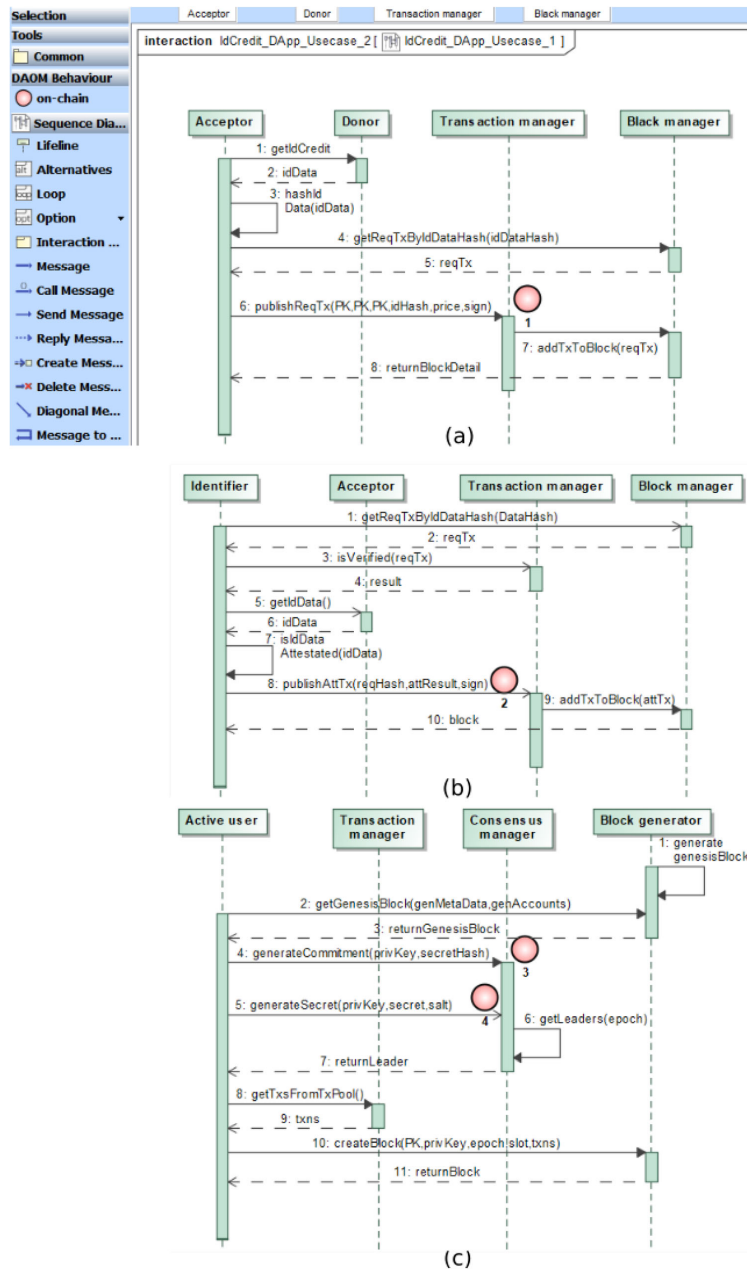 Selection
Tools
Common
DAOM Behaviour
on-chain
Sequence Dia...
Lifeline
Alternatives
Loop
Option
Interaction ...
Message
Call Message
Send Message
Reply Messa...
Create Mess...
Delete Mess...
Diagonal Me...
Message to ...
Acceptor Donor Transaction manager Black manager
interaction IdCredit_DApp_Usecase_2 [ IdCredit_DApp_Usecase_1 ]
Acceptor Donor Transaction manager Black manager
1: getIdCredit
2: idData
3: hashId
Data(idData)
4: getReqTxByIdDataHash(idDataHash)
5: reqTx
6: publishReqTx(PK,PK,PK,idHash,price,sign)
1
7: addTxToBlock(reqTx)
8: returnBlockDetail
(a)
Identifier Acceptor Transaction manager Block manager
1: getReqTxByIdDataHash(DataHash)
2: reqTx
3: isVerified(reqTx)
4: result
5: getIdData()
6: idData
7: isIdData
Attestated(idData)
8: publishAttTx(reqHash,attResult,sign)
2
9: addTxToBlock(attTx)
10: block
(b)
Active user Transaction manager Consensus manager Block generator
1: generate
genesisBlock
2: getGenesisBlock(genMetaData,genAccounts)
3: returnGenesisBlock
4: generateCommitment(privKey,secretHash)
3
5: generateSecret(privKey,secret,salt)
4
6: getLeaders(epoch)
7: returnLeader
8: getTxsFromTxPool()
9: txns
10: createBlock(PK,privKey,epoch,slot,txns)
11: returnBlock
(c)